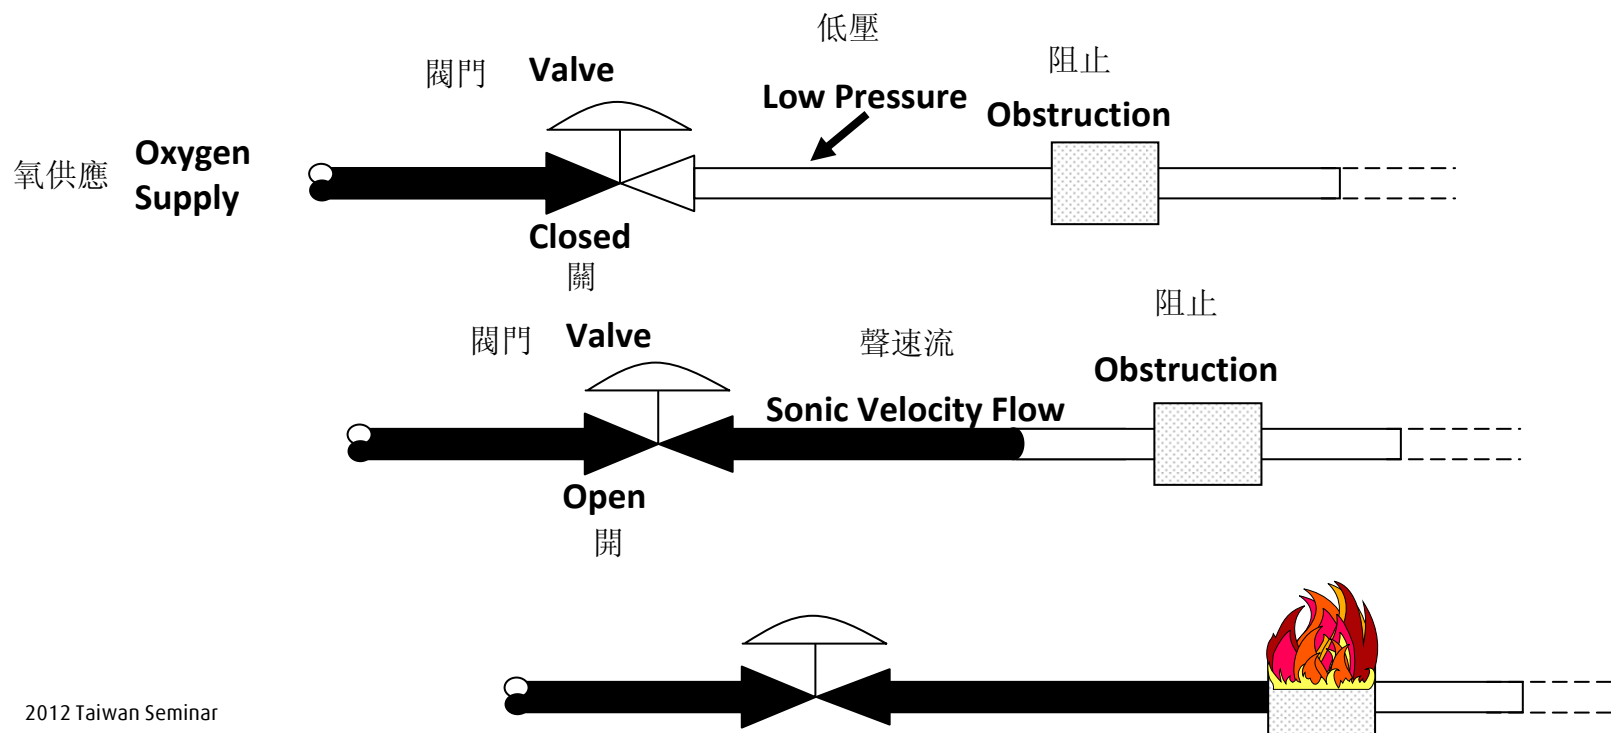 低壓
閥門 Valve
阻止
Low Pressure
Obstruction
氧供應
Oxygen
Supply
Closed
關
阻止
閥門 Valve
聲速流
Obstruction
Sonic Velocity Flow
Open
開
2012 Taiwan Seminar